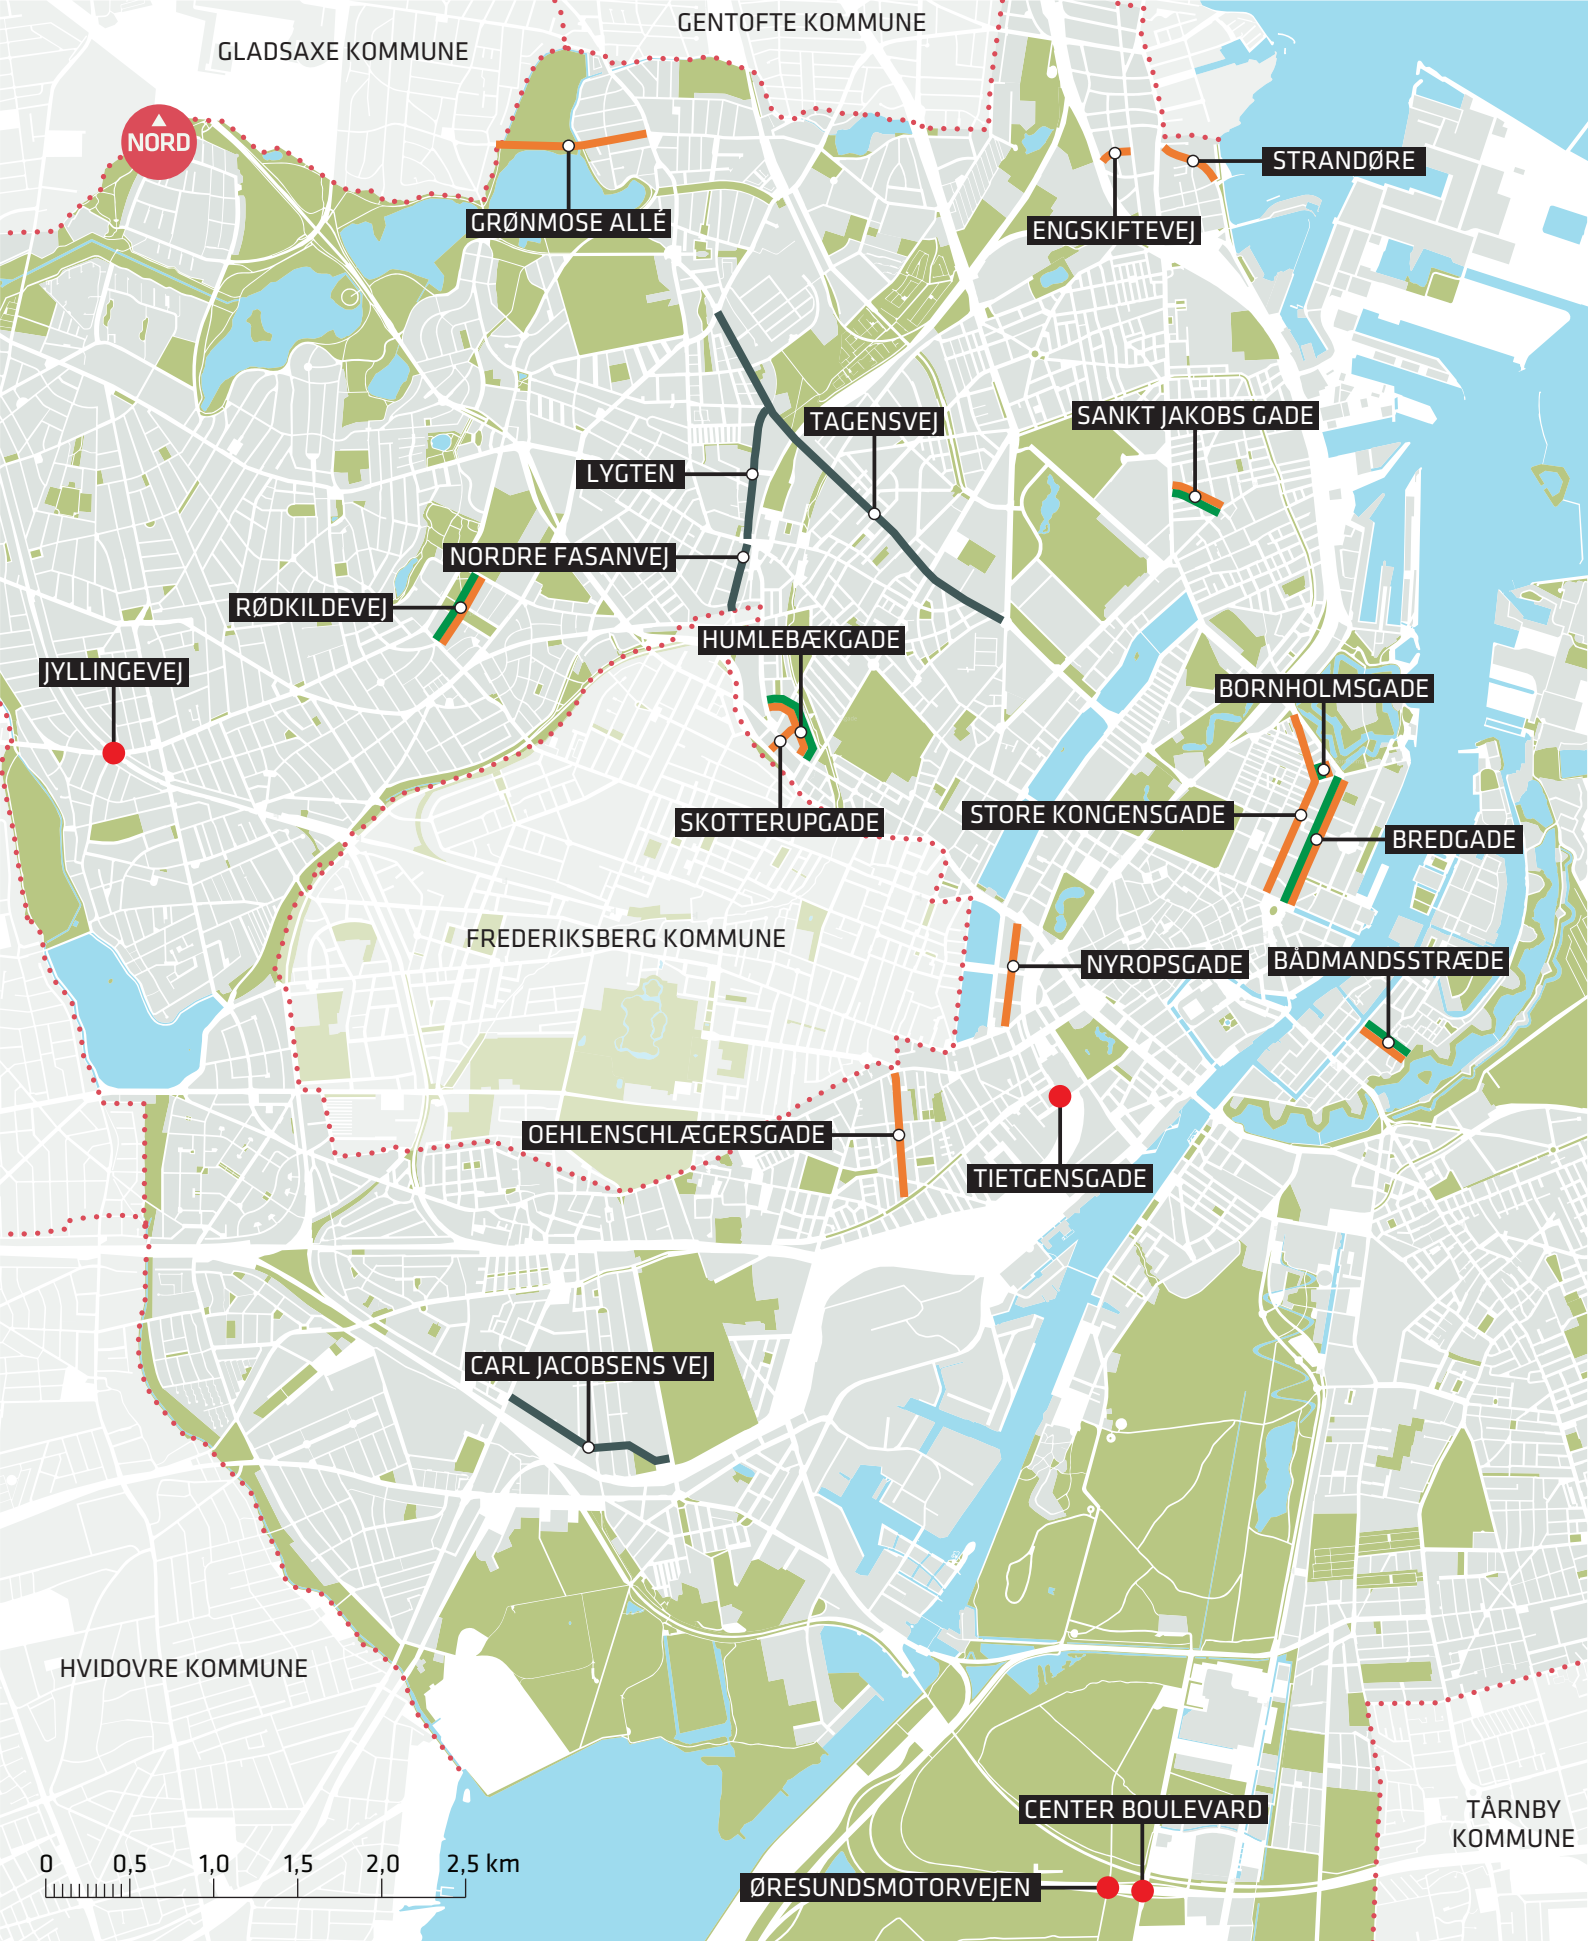 GENTOFTE KOMMUNE
GLADSAXE KOMMUNE
NORD
STRANDØRE
GRØNMOSE ALLÉ
ENGSKIFTEVEJ
SANKT JAKOBS GADE
TAGENSVEJ
LYGTEN
NORDRE FASANVEJ
RØDKILDEVEJ
HUMLEBÆKGADE
JYLLINGEVEJ
BORNHOLMSGADE
STORE KONGENSGADE
SKOTTERUPGADE
BREDGADE
FREDERIKSBERG KOMMUNE
NYROPSGADE
BÅDMANDSSTRÆDE
OEHLENSCHLÆGERSGADE
TIETGENSGADE
CARL JACOBSENS VEJ
HVIDOVRE KOMMUNE
CENTER BOULEVARD
TÅRNBY
KOMMUNE
0 0,5 1,0 1,5 2,0 2,5 km
ØRESUNDSMOTORVEJEN